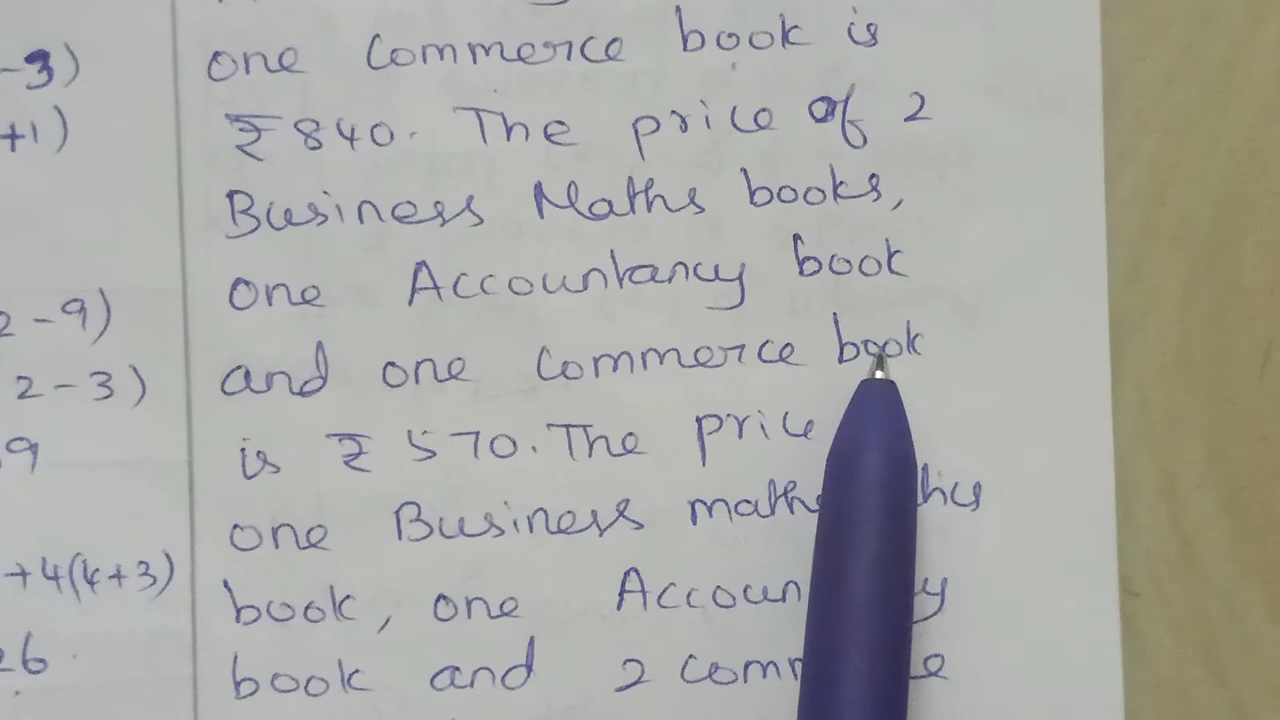 -3)
+1)
2-9)
2-3)
9
+4(4+3)
26
one Commerce book is
₹840. The price of 2
Business Maths books,
one Accountancy book
and one Commerce book
is ₹570. The price
one Business
book, one
book and 2